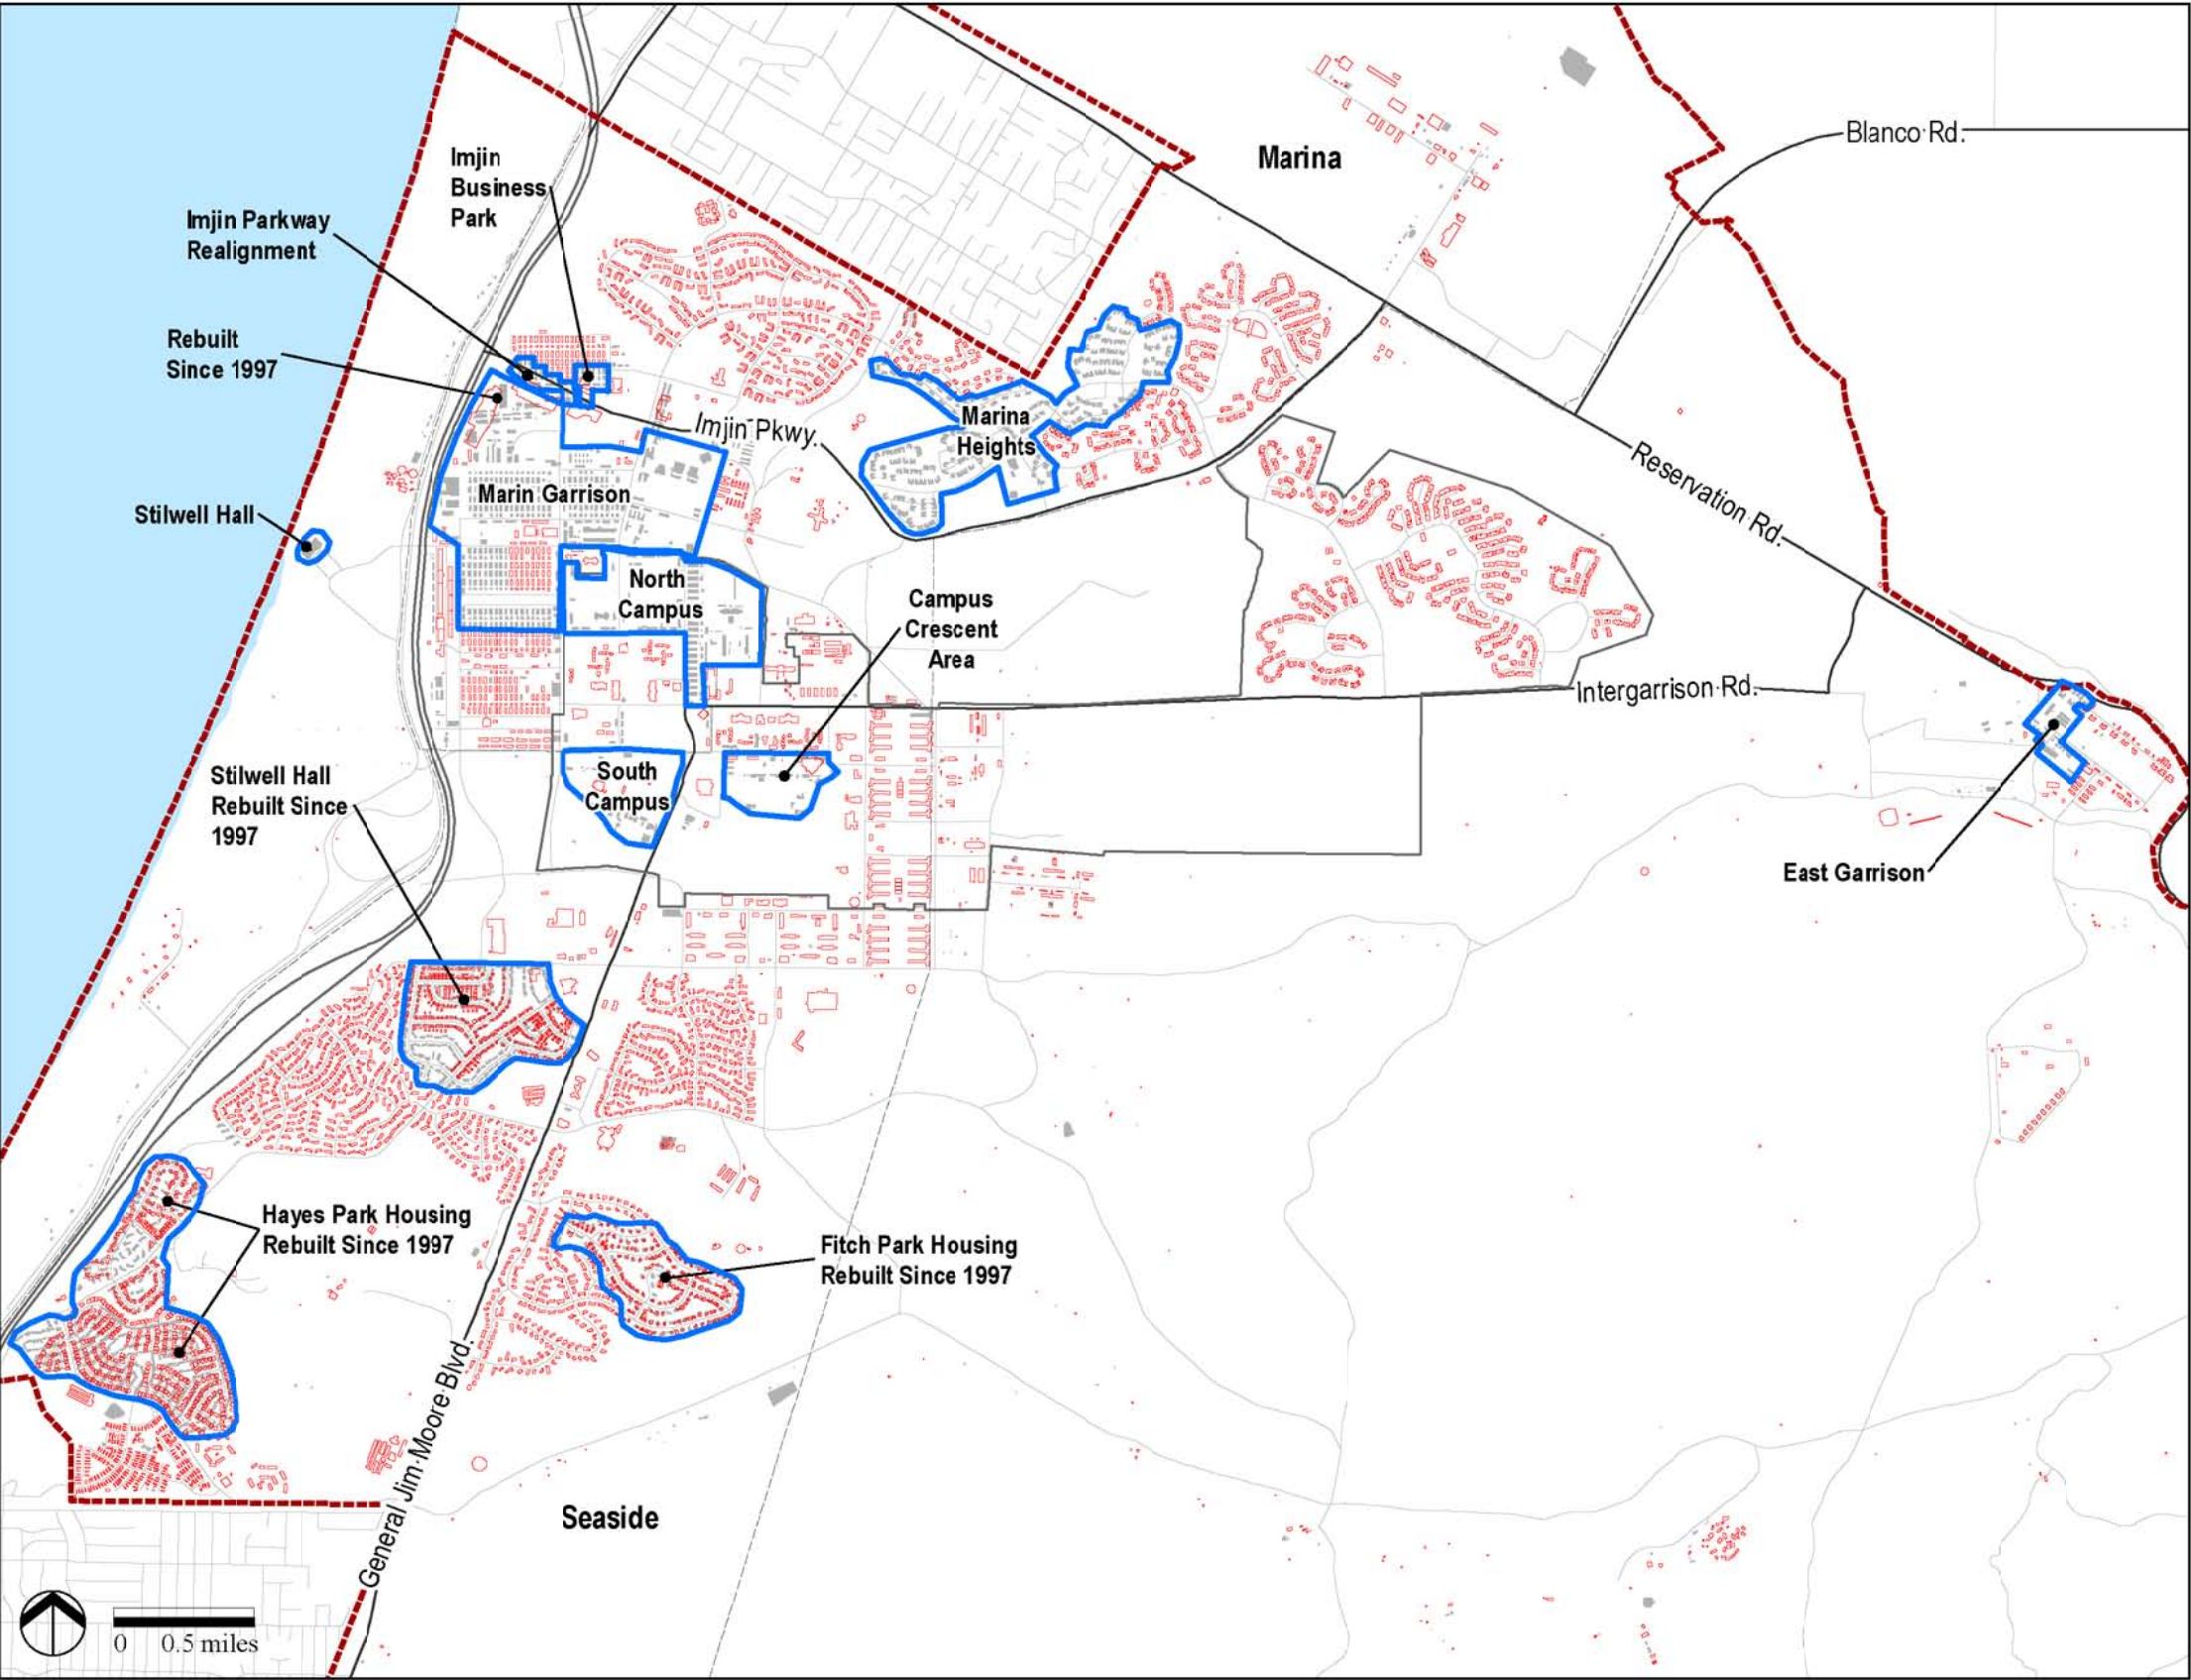 Blanco Rd.
Marina
Imjin
Business
Park
Imjin Parkway
Realignment
Rebuilt
Since 1997
Imjin Pkwy.
Marina
Heights
Reservation Rd.
Marin Garrison
Stilwell Hall
North
Campus
Campus
Crescent
Area
Intergarrison Rd.
South
Campus
Stilwell Hall
Rebuilt Since
1997
East Garrison
Hayes Park Housing
Rebuilt Since 1997
Fitch Park Housing
Rebuilt Since 1997
General Jim Moore Blvd.
Seaside
0 0.5 miles